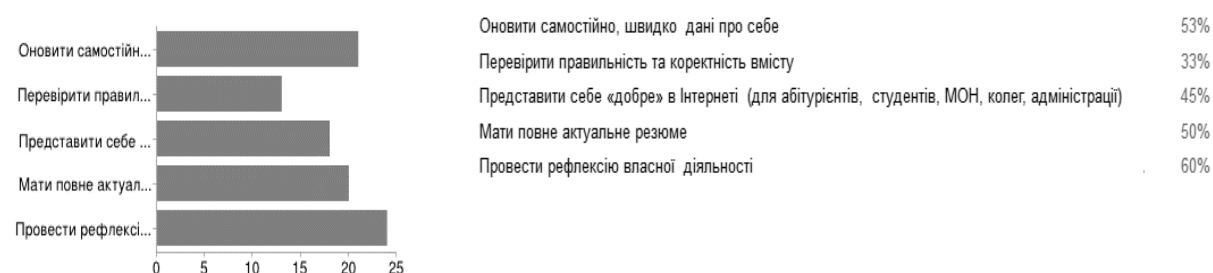 Оновити самостійн...
Перевірити правил...
Представити себе ...
Мати повне актуал...
Провести рефлексі...
0 5 10 15 20 25
Оновити самостійно, швидко дані про себе 53%
Перевірити правильність та коректність вмісту 33%
Представити себе «добре» в Інтернеті (для абітурієнтів, студентів, МОН, колег, адміністрації) 45%
Мати повне актуальне резюме 50%
Провести рефлексію власної діяльності 60%